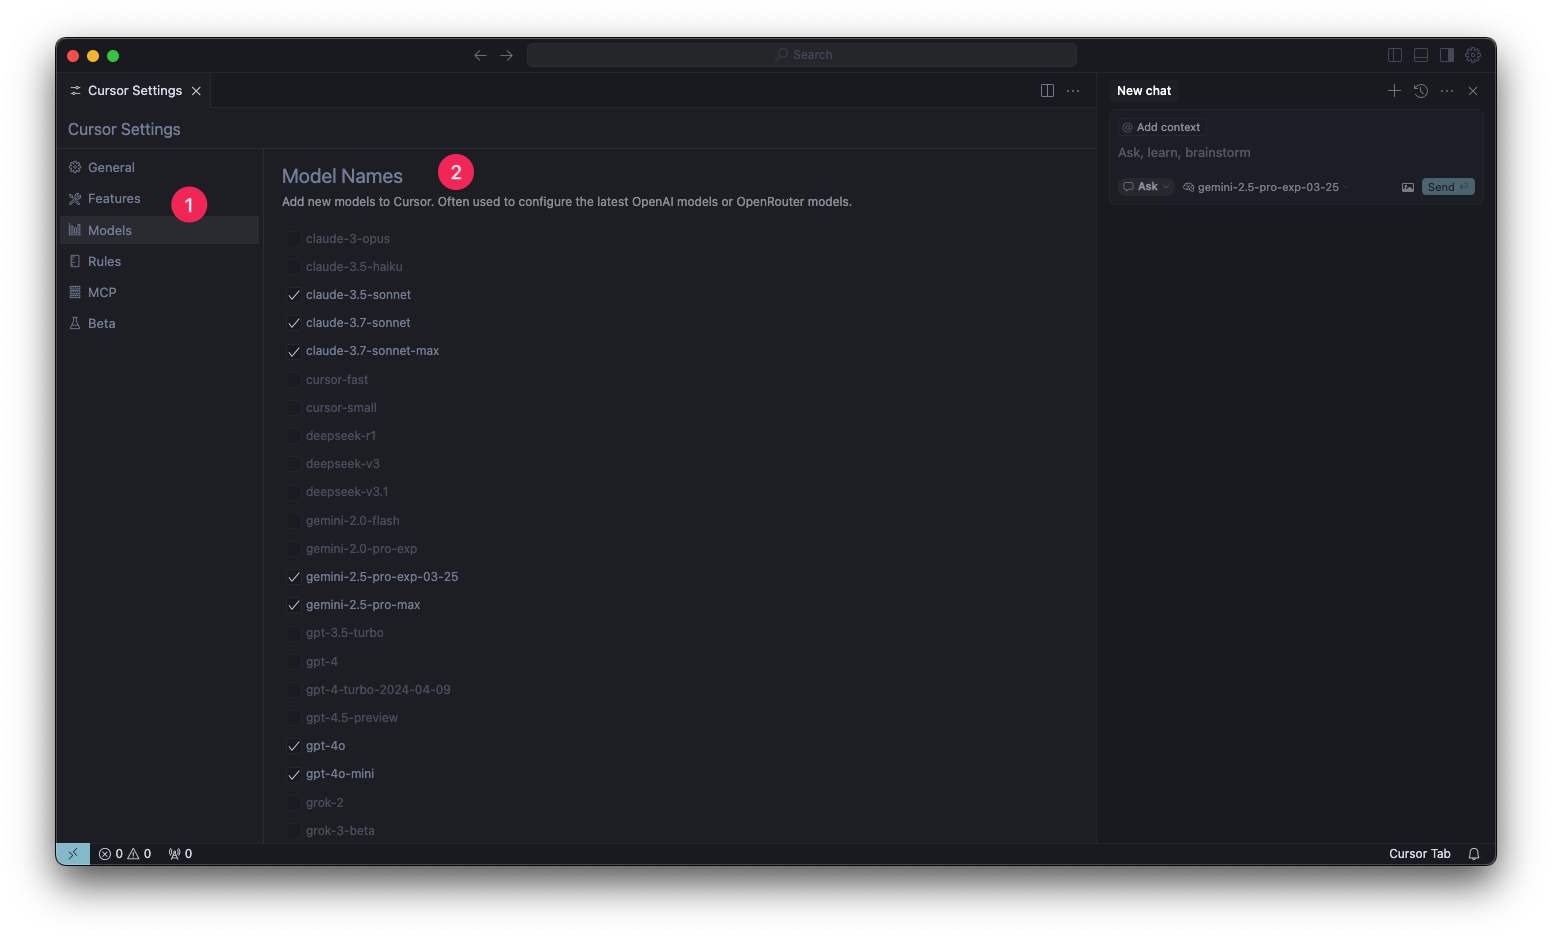 Search
Cursor Settings
New chat
Cursor Settings
Add context
Ask, learn, brainstorm
Ask
gemini-2.5-pro-exp-03-25
Send
General
Features
1
Models
Rules
MCP
Beta
Model Names
2
Add new models to Cursor. Often used to configure the latest OpenAI models or OpenRouter models.
claude-3-opus
claude-3.5-haiku
claude-3.5-sonnet
claude-3.7-sonnet
claude-3.7-sonnet-max
cursor-fast
cursor-small
deepseek-r1
deepseek-v3
deepseek-v3.1
gemini-2.0-flash
gemini-2.0-pro-exp
gemini-2.5-pro-exp-03-25
gemini-2.5-pro-max
gpt-3.5-turbo
gpt-4
gpt-4-turbo-2024-04-09
gpt-4.5-preview
gpt-4o
gpt-4o-mini
grok-2
grok-3-beta
0 0 0
Cursor Tab